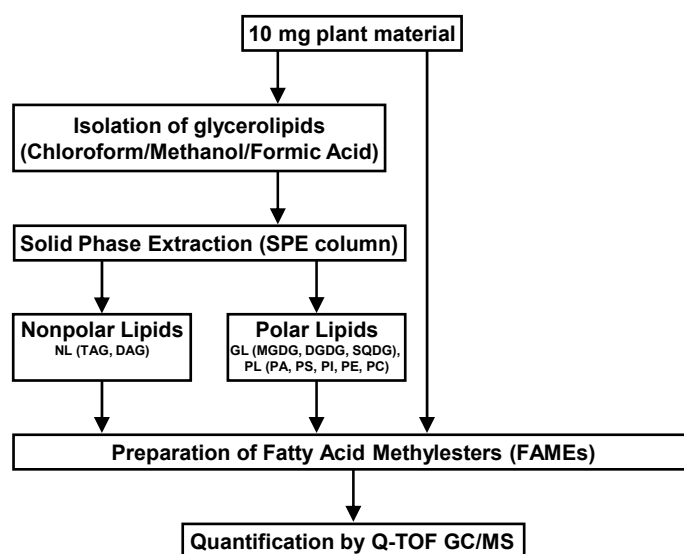 10 mg plant material
Isolation of glycerolipids
(Chloroform/Methanol/Formic Acid)
Solid Phase Extraction (SPE column)
Nonpolar Lipids
NL (TAG, DAG)
Polar Lipids
GL (MGDG, DGDG, SQDG),
PL (PA, PS, PI, PE, PC)
Preparation of Fatty Acid Methylesters (FAMEs)
Quantification by Q-TOF GC/MS